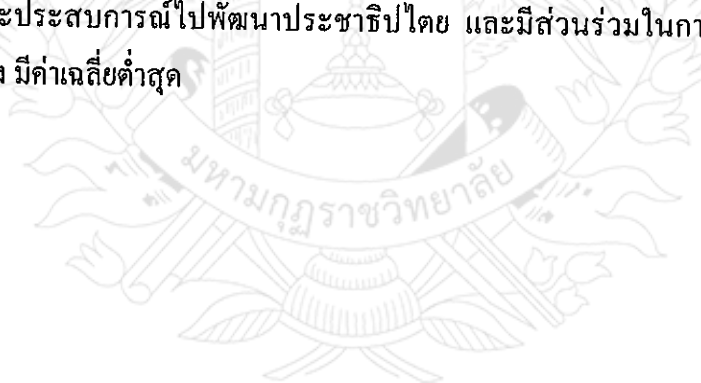 ะประสบการณ์ไปพัฒนาประชาธิปไตย และมีส่วนร่วมในกา
มีค่าเฉลี่ยต่ำสุด
มหามกุฏราชวิทยาลัย